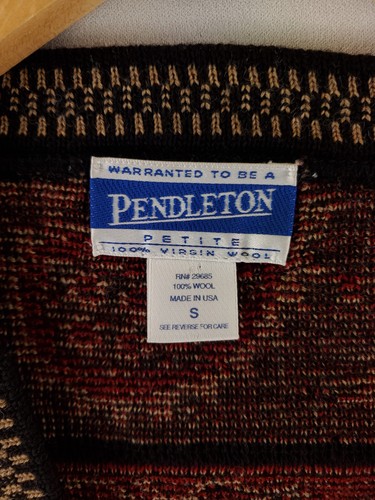 WARRANTED TO BE A
PENDLETON
PETITE
100% VIRGIN WOOL
RN# 29685
100% WOOL
MADE IN USA
S
SEE REVERSE FOR CARE